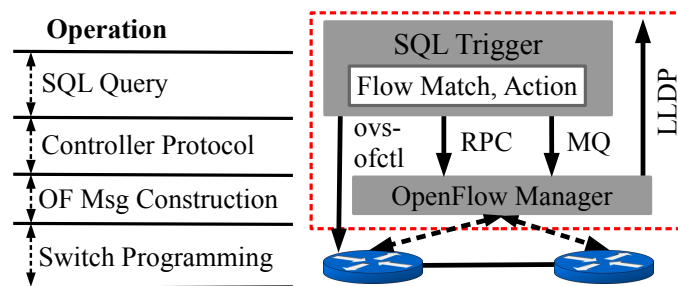 Operation
SQL Query
Controller Protocol
OF Msg Construction
Switch Programming
SQL Trigger
Flow Match, Action
ovs-
ofctl
RPC
MQ
LLDP
OpenFlow Manager